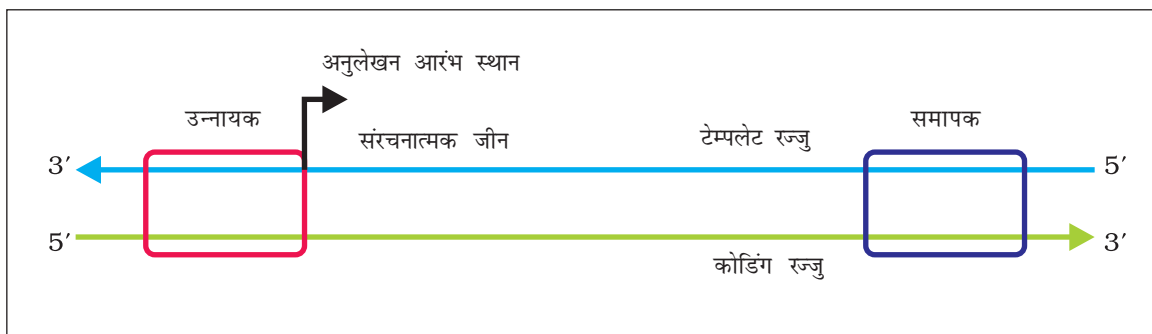 अनुलेखन आरंभ स्थान
उन्नायक
समापक
संरचनात्मक जीन
टेम्पलेट रज्जु
3′
5′
5′
3′
कोडिंग रज्जु